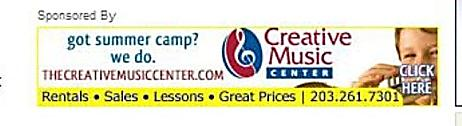 Sponsored By
got summer camp?
we do.
THECREATIVEMUSICCENTER.COM
Creative
Music
CENTER
CLICK
HERE
Rentals • Sales • Lessons • Great Prices | 203.261.7301